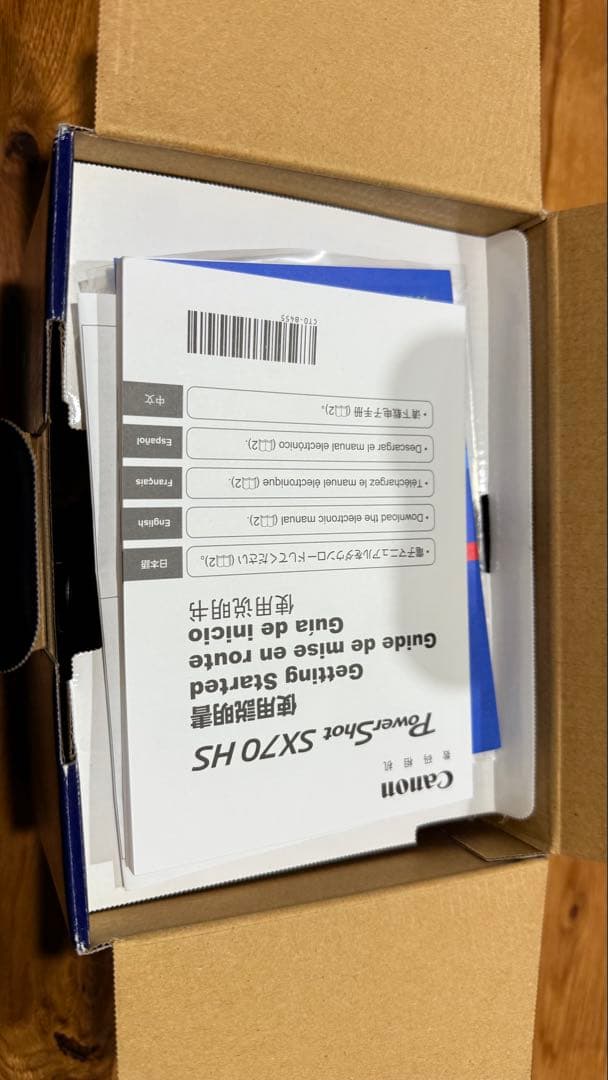 Canon
数 码 相 机
PowerShot SX70 HS
使用説明書
Getting Started
Guide de mise en route
Guía de inicio
使用说明书
日本語
•電子マニュアルをダウンロードしてください (2)。
English
• Download the electronic manual (2).
Français
• Téléchargez le manuel électronique (2).
Español
• Descargar el manual electrónico (2).
中文
•请下载电子手册 (2)。
CT0-B455